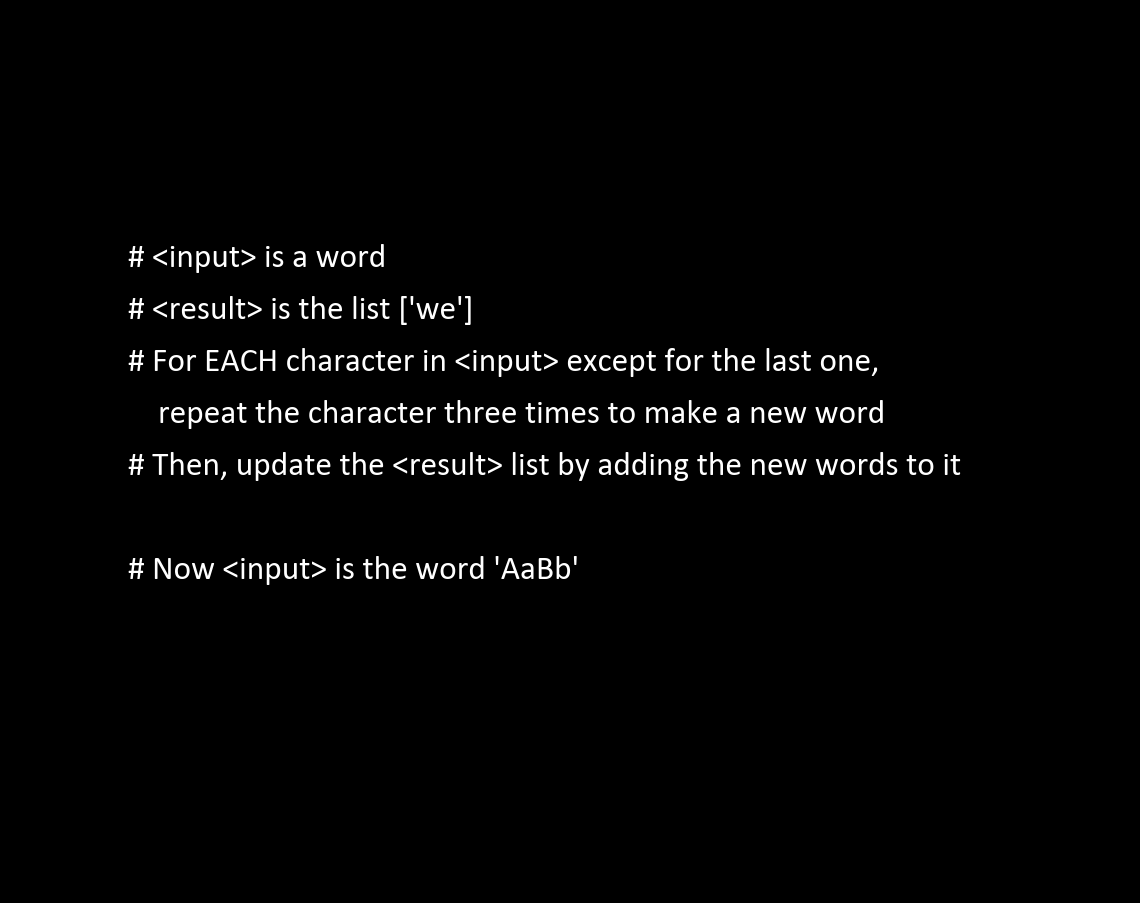 # <input> is a word
# <result> is the list ['we']
# For EACH character in <input> except for the last one,
repeat the character three times to make a new word
# Then, update the <result> list by adding the new words to it
# Now <input> is the word 'AaBb'